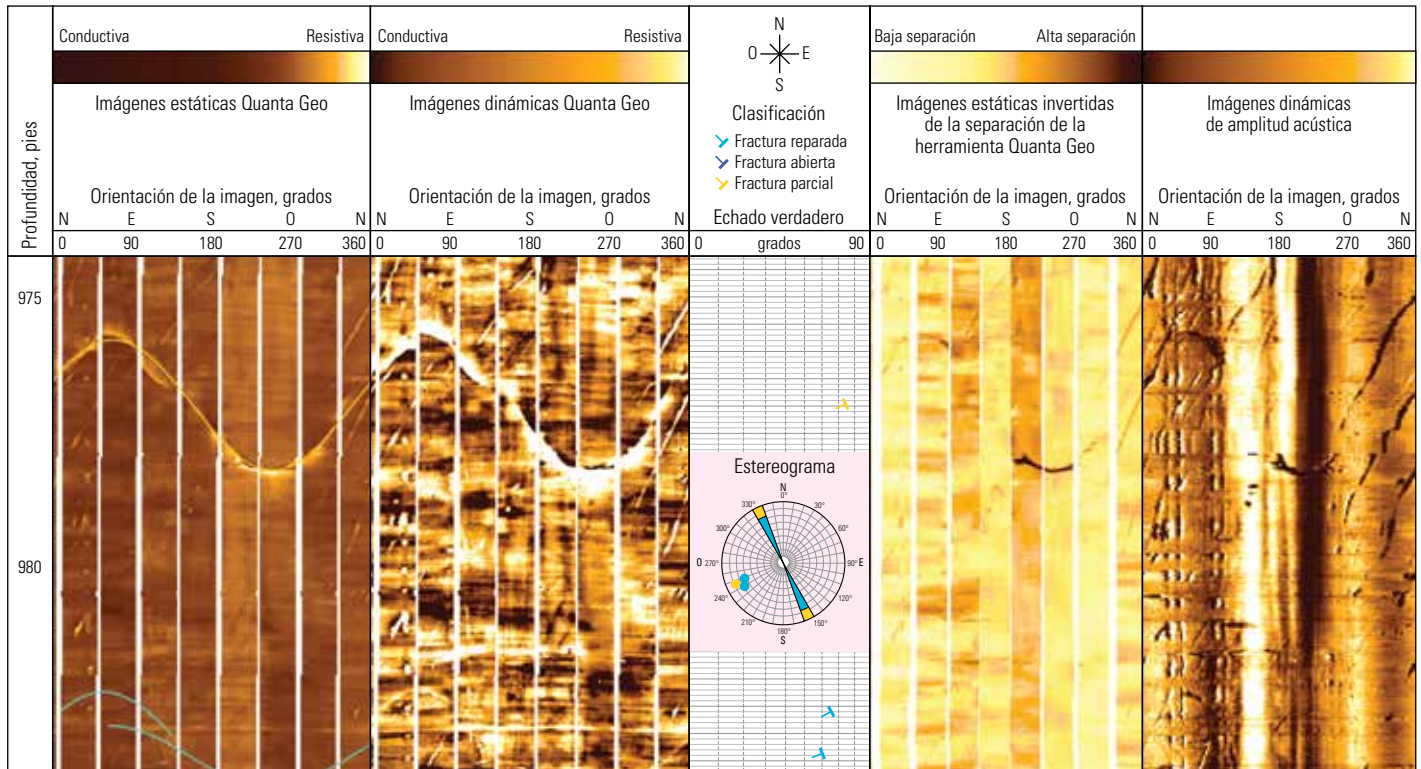 Profundidad, pies
Conductiva Resistiva
Imágenes estáticas Quanta Geo
Orientación de la imagen, grados
N E S O N
0 90 180 270 360
Conductiva Resistiva
Imágenes dinámicas Quanta Geo
Orientación de la imagen, grados
N E S O N
0 90 180 270 360
N
O E
S
Clasificación
Fractura reparada
Fractura abierta
Fractura parcial
Echado verdadero
0 grados 90
Baja separación Alta separación
Imágenes estáticas invertidas
de la separación de la
herramienta Quanta Geo
Orientación de la imagen, grados
N E S O N
0 90 180 270 360
Imágenes dinámicas
de amplitud acústica
Orientación de la imagen, grados
N E S O N
0 90 180 270 360
975
980
Estereograma
N
0°
330° 30°
300° 60°
O 270° 90° E
240° 120°
210° 150°
180°
S